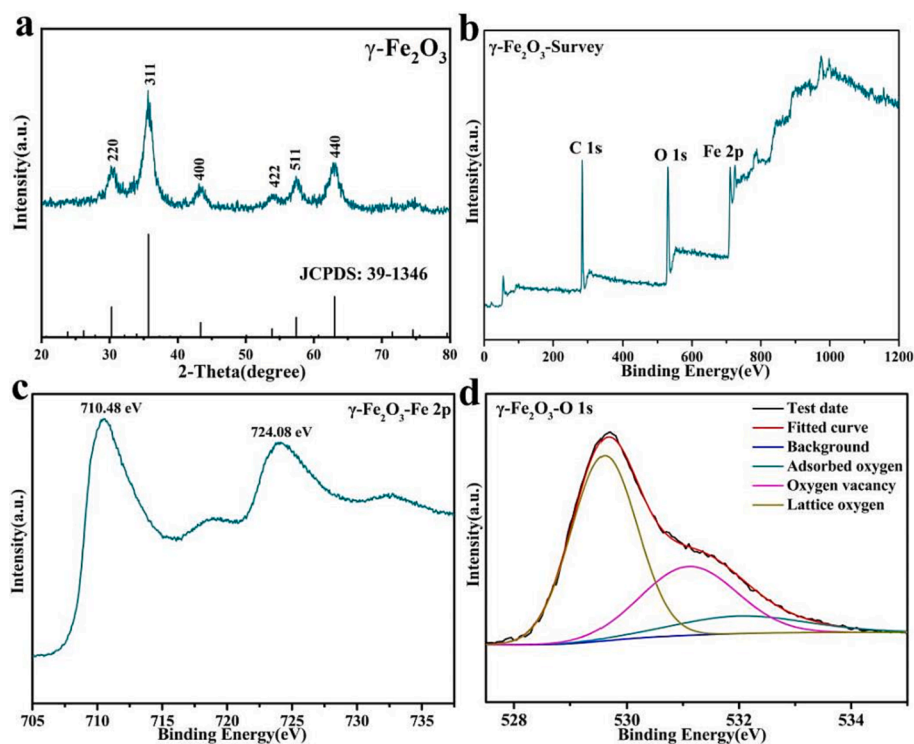 a
γ-Fe₂O₃
220
311
400
422
511
440
JCPDS: 39-1346
Intensity(a.u.)
20 30 40 50 60 70 80
2-Theta(degree)
b
γ-Fe₂O₃-Survey
C 1s
O 1s
Fe 2p
Intensity(a.u.)
0 200 400 600 800 1000 1200
Binding Energy(eV)
c
710.48 eV
γ-Fe₂O₃-Fe 2p
724.08 eV
Intensity(a.u.)
705 710 715 720 725 730 735
Binding Energy(eV)
d
γ-Fe₂O₃-O 1s
Test date
Fitted curve
Background
Adsorbed oxygen
Oxygen vacancy
Lattice oxygen
Intensity(a.u.)
528 530 532 534
Binding Energy(eV)